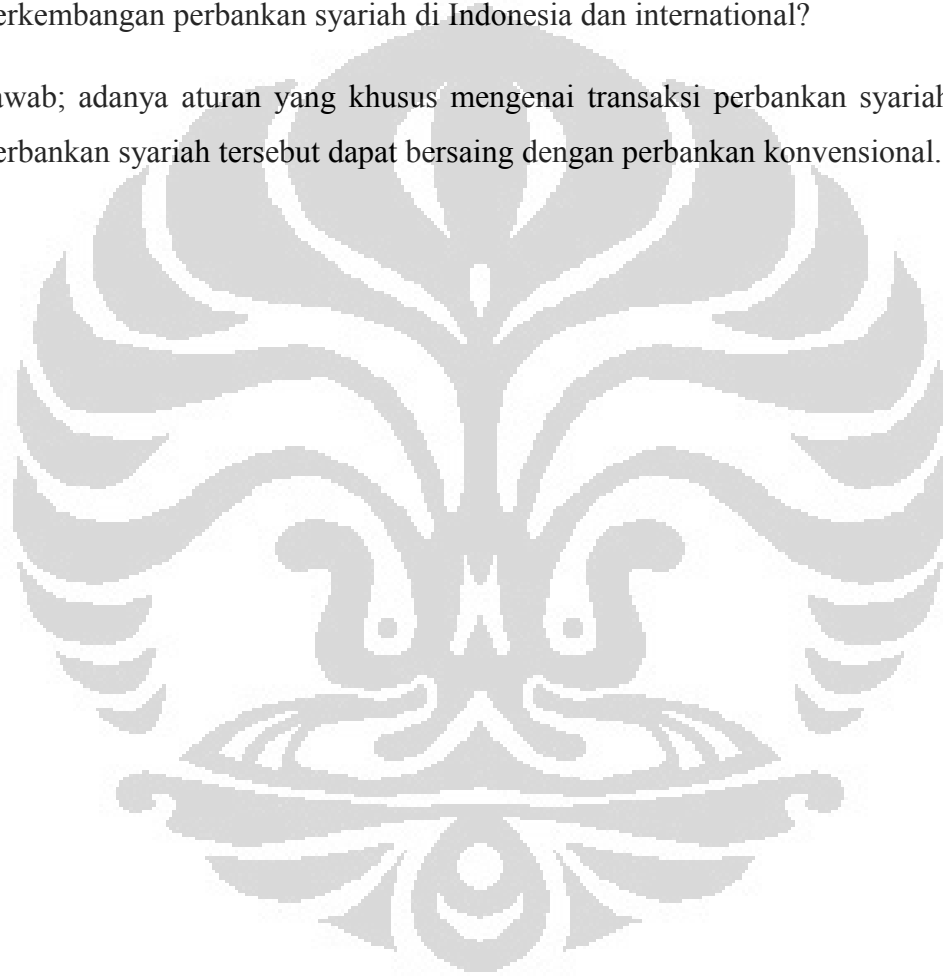 erkembangan perbankan syariah di Indonesia dan international?
awab; adanya aturan yang khusus mengenai transaksi perbankan syariah
erbankan syariah tersebut dapat bersaing dengan perbankan konvensional.